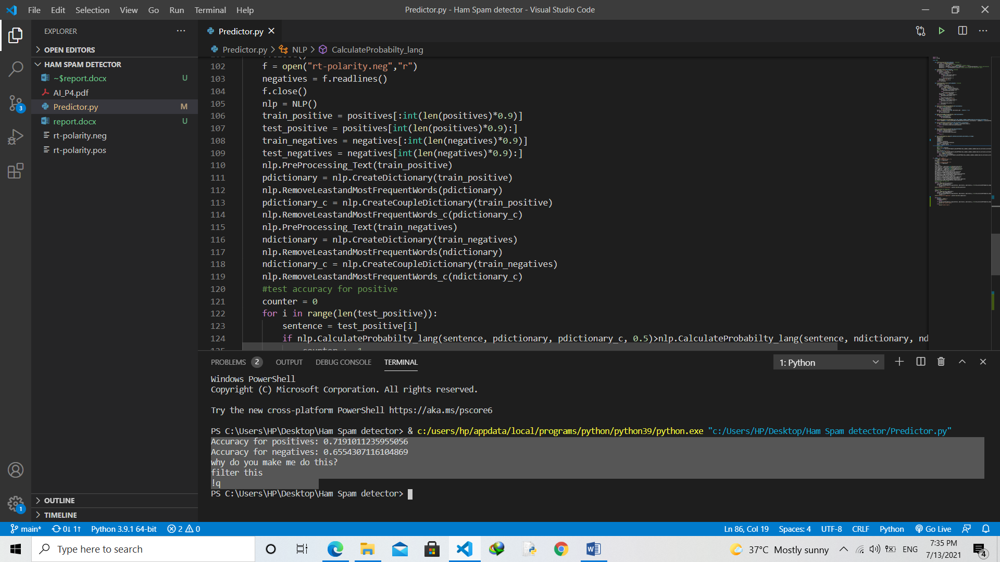 File Edit Selection View Go Run Terminal Help
Predictor.py - Ham Spam detector - Visual Studio Code
EXPLORER
OPEN EDITORS
HAM SPAM DETECTOR
~$report.docx U
AI_P4.pdf
Predictor.py M
report.docx U
rt-polarity.neg
rt-polarity.pos
OUTLINE
TIMELINE
3
1
Predictor.py
Predictor.py > NLP > CalculateProbabilty_lang
102 f = open("rt-polarity.neg","r")
103 negatives = f.readlines()
104 f.close()
105 nlp = NLP()
106 train_positive = positives[:int(len(positives)*0.9)]
107 test_positive = positives[int(len(positives)*0.9):]
108 train_negatives = negatives[:int(len(negatives)*0.9)]
109 test_negatives = negatives[int(len(negatives)*0.9):]
110 nlp.PreProcessing_Text(train_positive)
111 pdictionary = nlp.CreateDictionary(train_positive)
112 nlp.RemoveLeastandMostFrequentWords(pdictionary)
113 pdictionary_c = nlp.CreateCoupleDictionary(train_positive)
114 nlp.RemoveLeastandMostFrequentWords_c(pdictionary_c)
115 nlp.PreProcessing_Text(train_negatives)
116 ndictionary = nlp.CreateDictionary(train_negatives)
117 nlp.RemoveLeastandMostFrequentWords(ndictionary)
118 ndictionary_c = nlp.CreateCoupleDictionary(train_negatives)
119 nlp.RemoveLeastandMostFrequentWords_c(ndictionary_c)
120 #test accuracy for positive
121 counter = 0
122 for i in range(len(test_positive)):
123 sentence = test_positive[i]
124 if nlp.CalculateProbabilty_lang(sentence, pdictionary, pdictionary_c, 0.5)>nlp.CalculateProbabilty_lang(sentence, ndictionary, nd
PROBLEMS 2 OUTPUT DEBUG CONSOLE TERMINAL
1: Python
Windows PowerShell
Copyright (C) Microsoft Corporation. All rights reserved.
Try the new cross-platform PowerShell https://aka.ms/pscore6
PS C:\Users\HP\Desktop\Ham Spam detector> & c:/users/hp/appdata/local/programs/python/python39/python.exe "c:/Users/HP/Desktop/Ham Spam detector/Predictor.py"
Accuracy for positives: 0.7191011235955056
Accuracy for negatives: 0.6554307116104869
why do you make me do this?
filter this
!q
PS C:\Users\HP\Desktop\Ham Spam detector>
main* 0↓ 1↑ Python 3.9.1 64-bit 2 0
Ln 86, Col 19 Spaces: 4 UTF-8 CRLF Python Go Live
Type here to search
37°C Mostly sunny
ENG
7:35 PM
7/13/2021
4